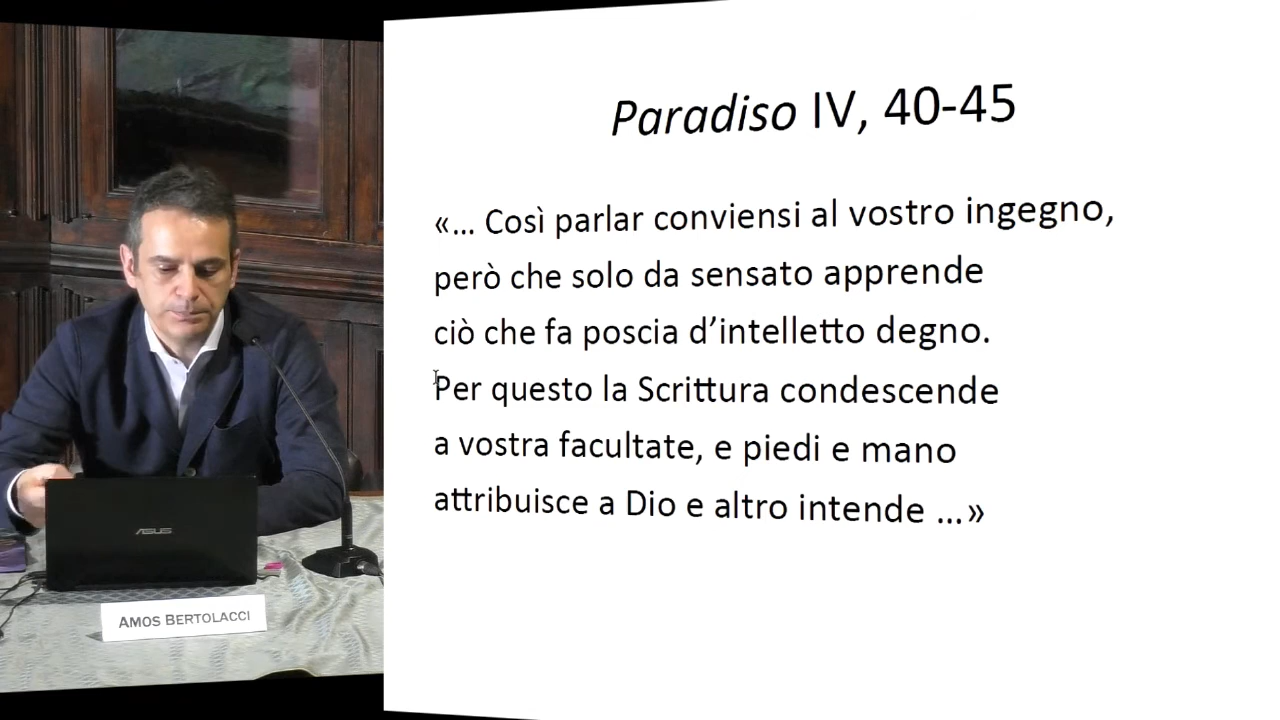 Paradiso IV, 40-45
«... Così parlar conviensi al vostro ingegno,
però che solo da sensato apprende
ciò che fa poscia d’intelletto degno.
Per questo la Scrittura condescende
a vostra facultate, e piedi e mano
attribuisce a Dio e altro intende ...»
ASUS
AMOS BERTOLACCI